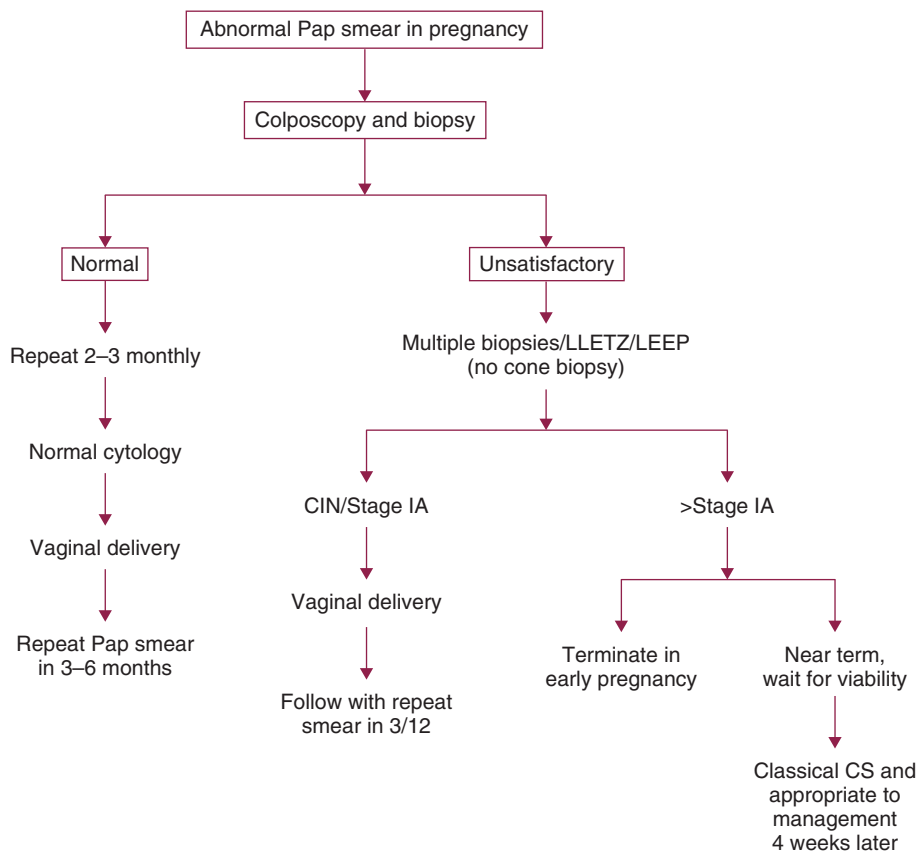 Abnormal Pap smear in pregnancy
Colposcopy and biopsy
Normal
Unsatisfactory
Repeat 2–3 monthly
Multiple biopsies/LLETZ/LEEP
(no cone biopsy)
Normal cytology
CIN/Stage IA
>Stage IA
Vaginal delivery
Vaginal delivery
Repeat Pap smear
in 3–6 months
Terminate in
early pregnancy
Near term,
wait for viability
Follow with repeat
smear in 3/12
Classical CS and
appropriate to
management
4 weeks later